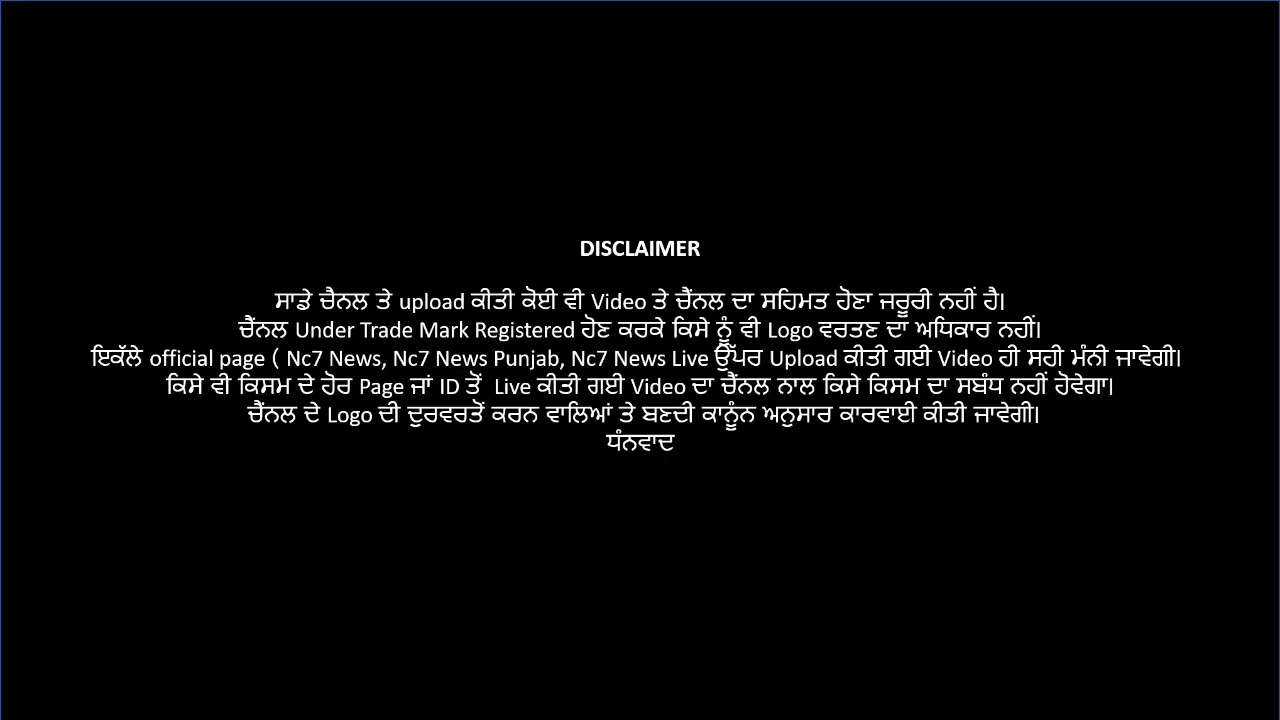 DISCLAIMER
ਸਾਡੇ ਚੈਨਲ ਤੇ upload ਕੀਤੀ ਕੋਈ ਵੀ Video ਤੇ ਚੈਂਨਲ ਦਾ ਸਹਿਮਤ ਹੋਣਾ ਜਰੂਰੀ ਨਹੀਂ ਹੈ।
ਚੈਂਨਲ Under Trade Mark Registered ਹੋਣ ਕਰਕੇ ਕਿਸੇ ਨੂੰ ਵੀ Logo ਵਰਤਣ ਦਾ ਅਧਿਕਾਰ ਨਹੀਂ।
ਇਕੱਲੇ official page ( Nc7 News, Nc7 News Punjab, Nc7 News Live ਉੱਪਰ Upload ਕੀਤੀ ਗਈ Video ਹੀ ਸਹੀ ਮੰਨੀ ਜਾਵੇਗੀ।
ਕਿਸੇ ਵੀ ਕਿਸਮ ਦੇ ਹੋਰ Page ਜਾਂ ID ਤੋਂ  Live ਕੀਤੀ ਗਈ Video ਦਾ ਚੈਂਨਲ ਨਾਲ ਕਿਸੇ ਕਿਸਮ ਦਾ ਸਬੰਧ ਨਹੀਂ ਹੋਵੇਗਾ।
ਚੈਂਨਲ ਦੇ Logo ਦੀ ਦੁਰਵਰਤੋਂ ਕਰਨ ਵਾਲਿਆਂ ਤੇ ਬਣਦੀ ਕਾਨੂੰਨ ਅਨੁਸਾਰ ਕਾਰਵਾਈ ਕੀਤੀ ਜਾਵੇਗੀ।
ਧੰਨਵਾਦ